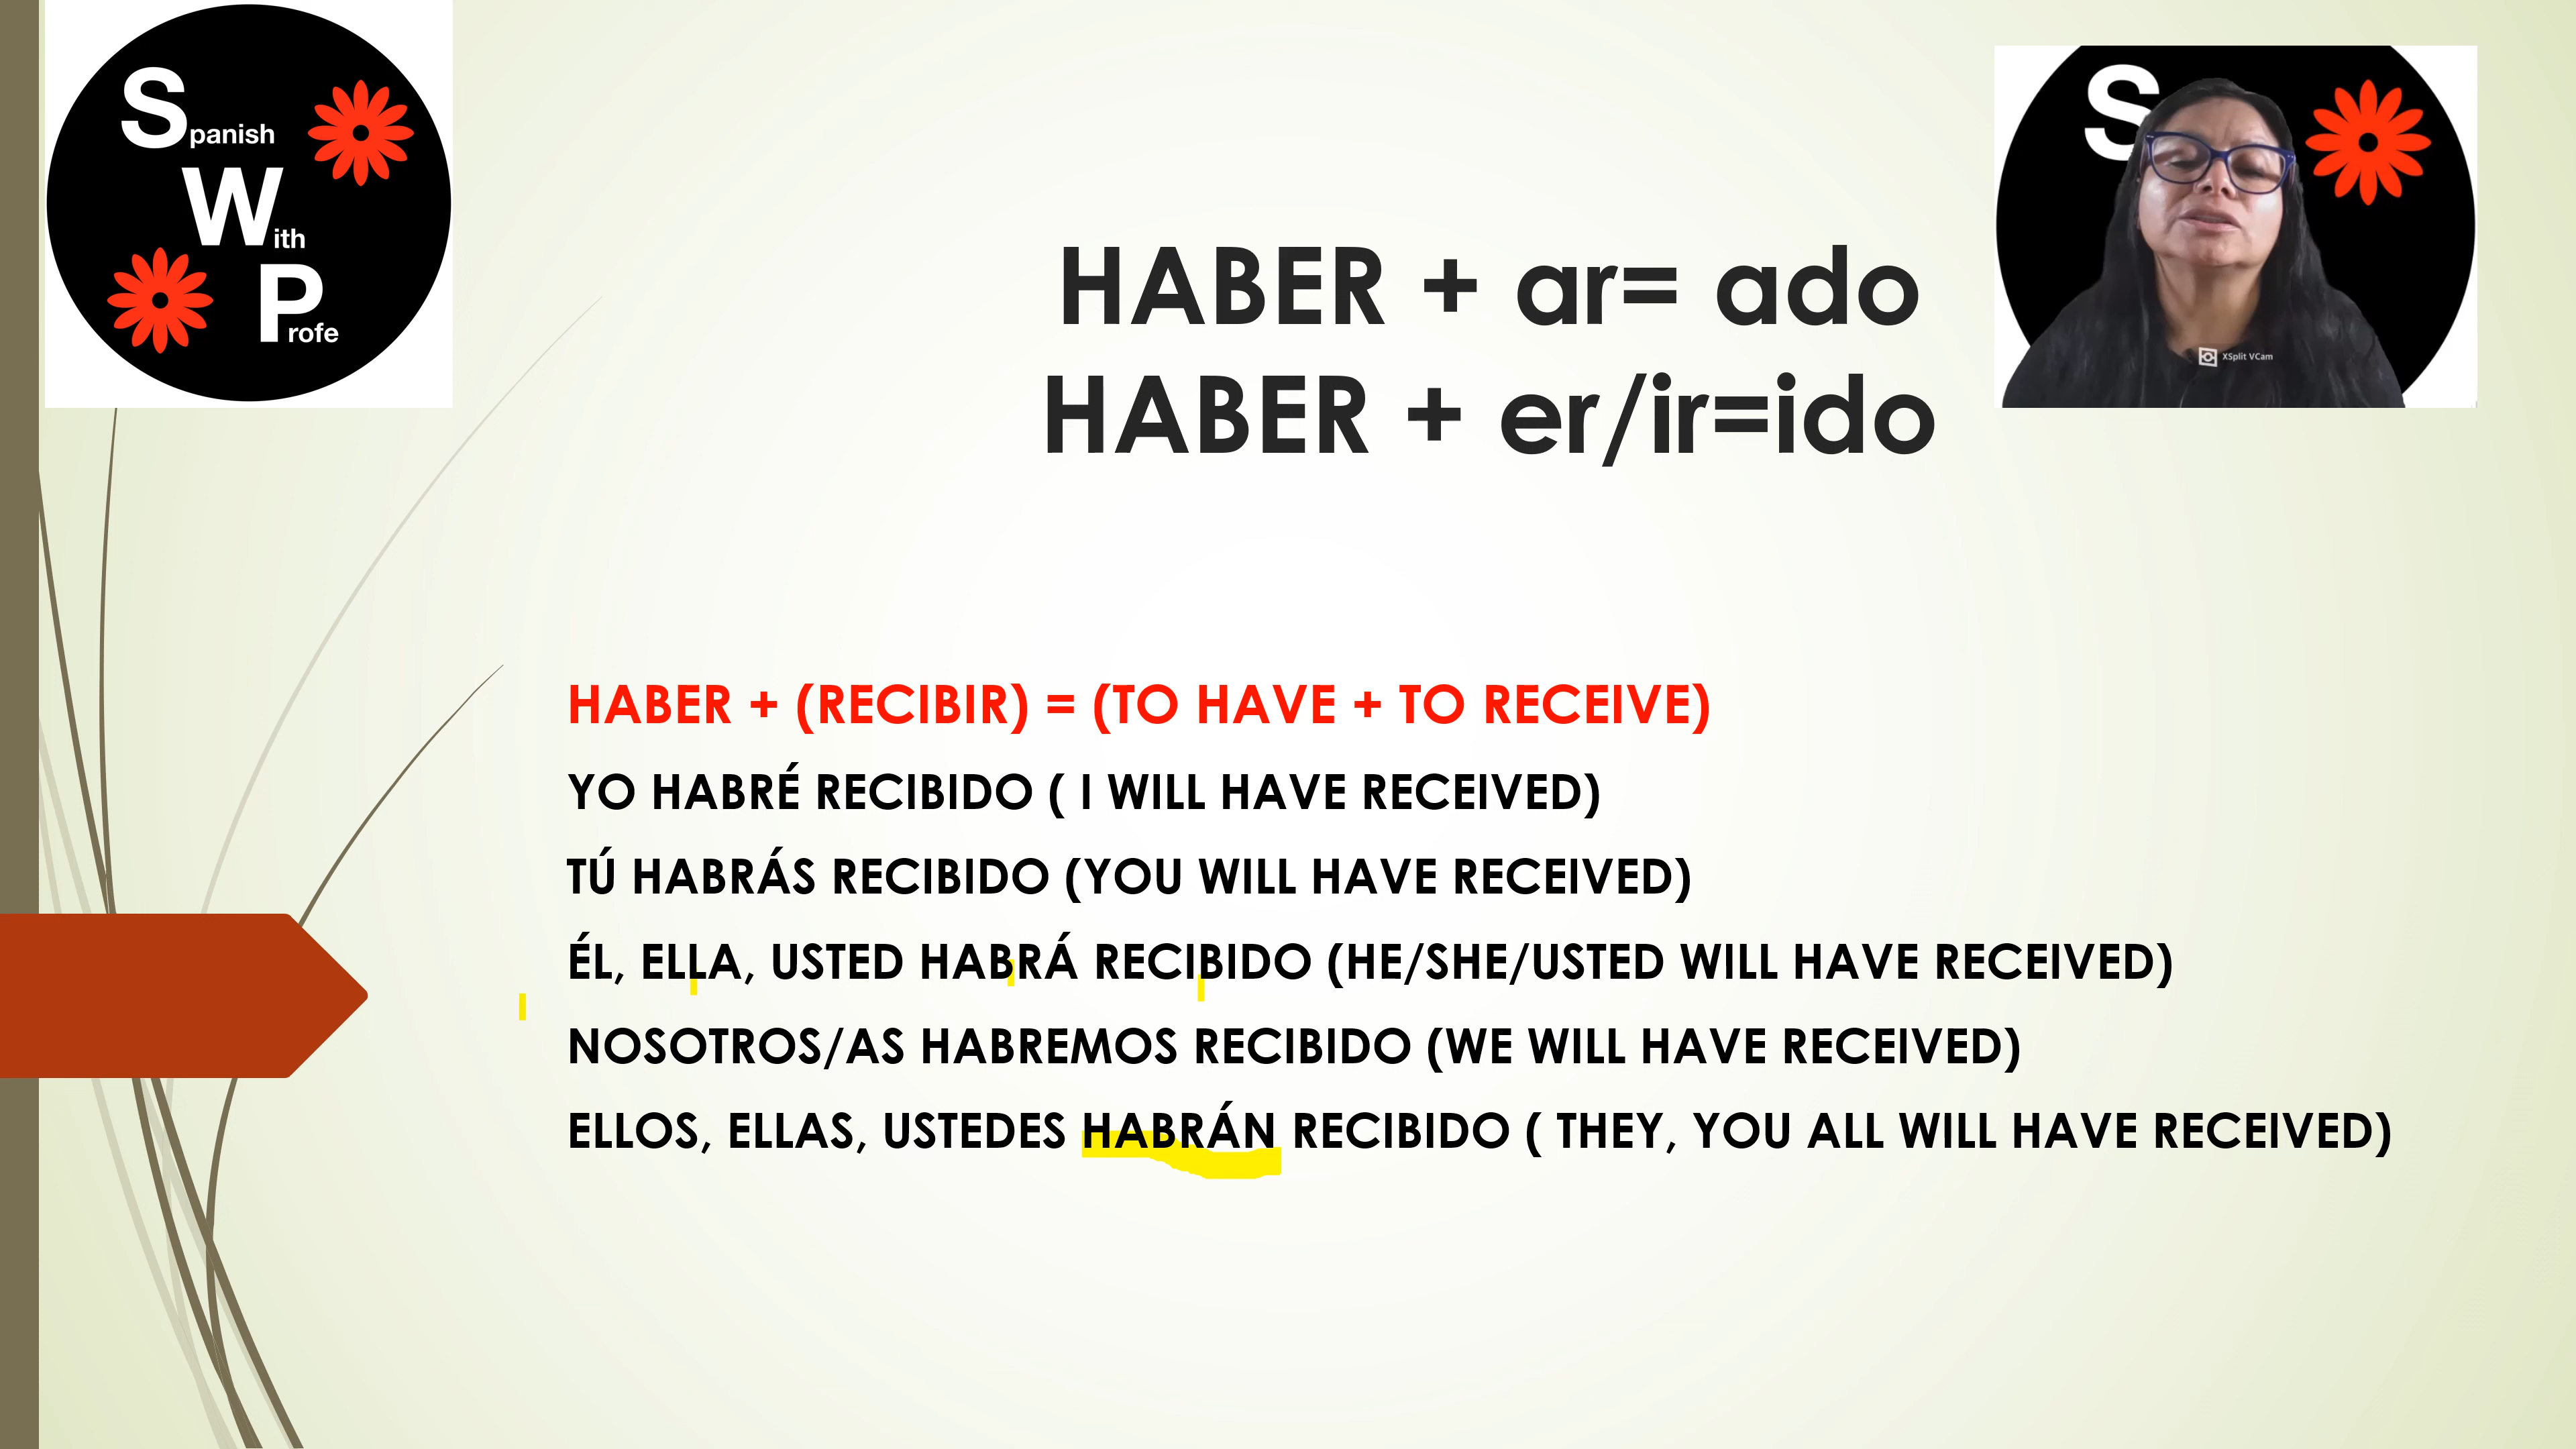 Spanish
With
Profe
S
XSplit VCam
HABER + ar= ado
HABER + er/ir=ido
HABER + (RECIBIR) = (TO HAVE + TO RECEIVE)
YO HABRÉ RECIBIDO ( I WILL HAVE RECEIVED)
TÚ HABRÁS RECIBIDO (YOU WILL HAVE RECEIVED)
ÉL, ELLA, USTED HABRÁ RECIBIDO (HE/SHE/USTED WILL HAVE RECEIVED)
NOSOTROS/AS HABREMOS RECIBIDO (WE WILL HAVE RECEIVED)
ELLOS, ELLAS, USTEDES HABRÁN RECIBIDO ( THEY, YOU ALL WILL HAVE RECEIVED)